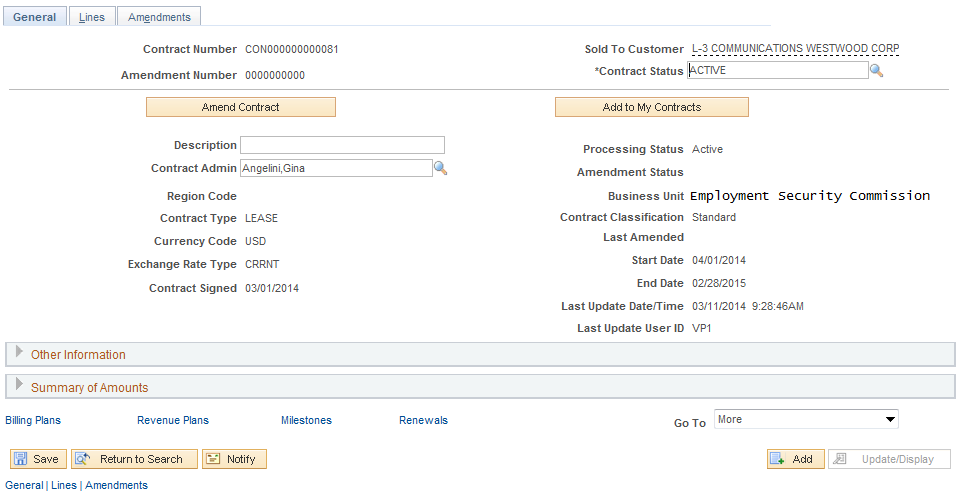 General Lines Amendments
Contract Number CON000000000081 Sold To Customer L-3 COMMUNICATIONS WESTWOOD CORP
Amendment Number 0000000000 *Contract Status ACTIVE
Amend Contract Add to My Contracts
Description
Processing Status Active
Contract Admin Angelini,Gina
Amendment Status
Region Code Business Unit Employment Security Commission
Contract Type LEASE Contract Classification Standard
Currency Code USD Last Amended
Exchange Rate Type CRRNT Start Date 04/01/2014
Contract Signed 03/01/2014 End Date 02/28/2015
Last Update Date/Time 03/11/2014 9:28:46AM
Last Update User ID VP1
Other Information
Summary of Amounts
Billing Plans Revenue Plans Milestones Renewals Go To More
Save Return to Search Notify Add Update/Display
General | Lines | Amendments